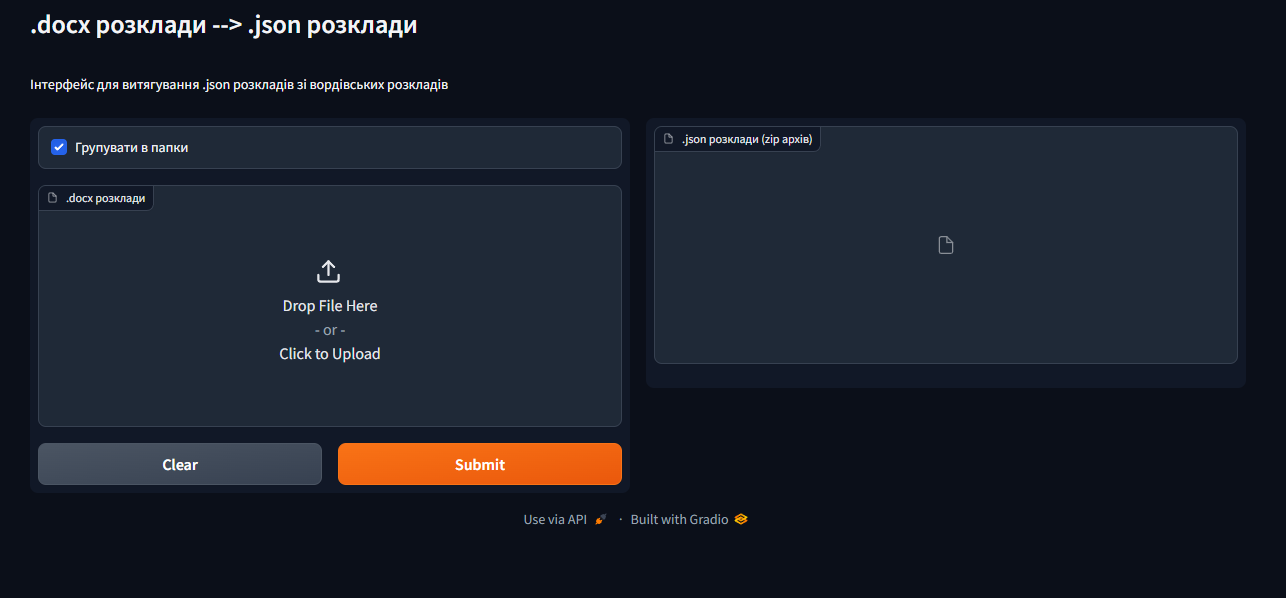 .docx розклади --> .json розклади
Інтерфейс для витягування .json розкладів зі вордівських розкладів
Групувати в папки
.docx розклади
Drop File Here
- or -
Click to Upload
Clear
Submit
.json розклади (zip архів)
Use via API · Built with Gradio